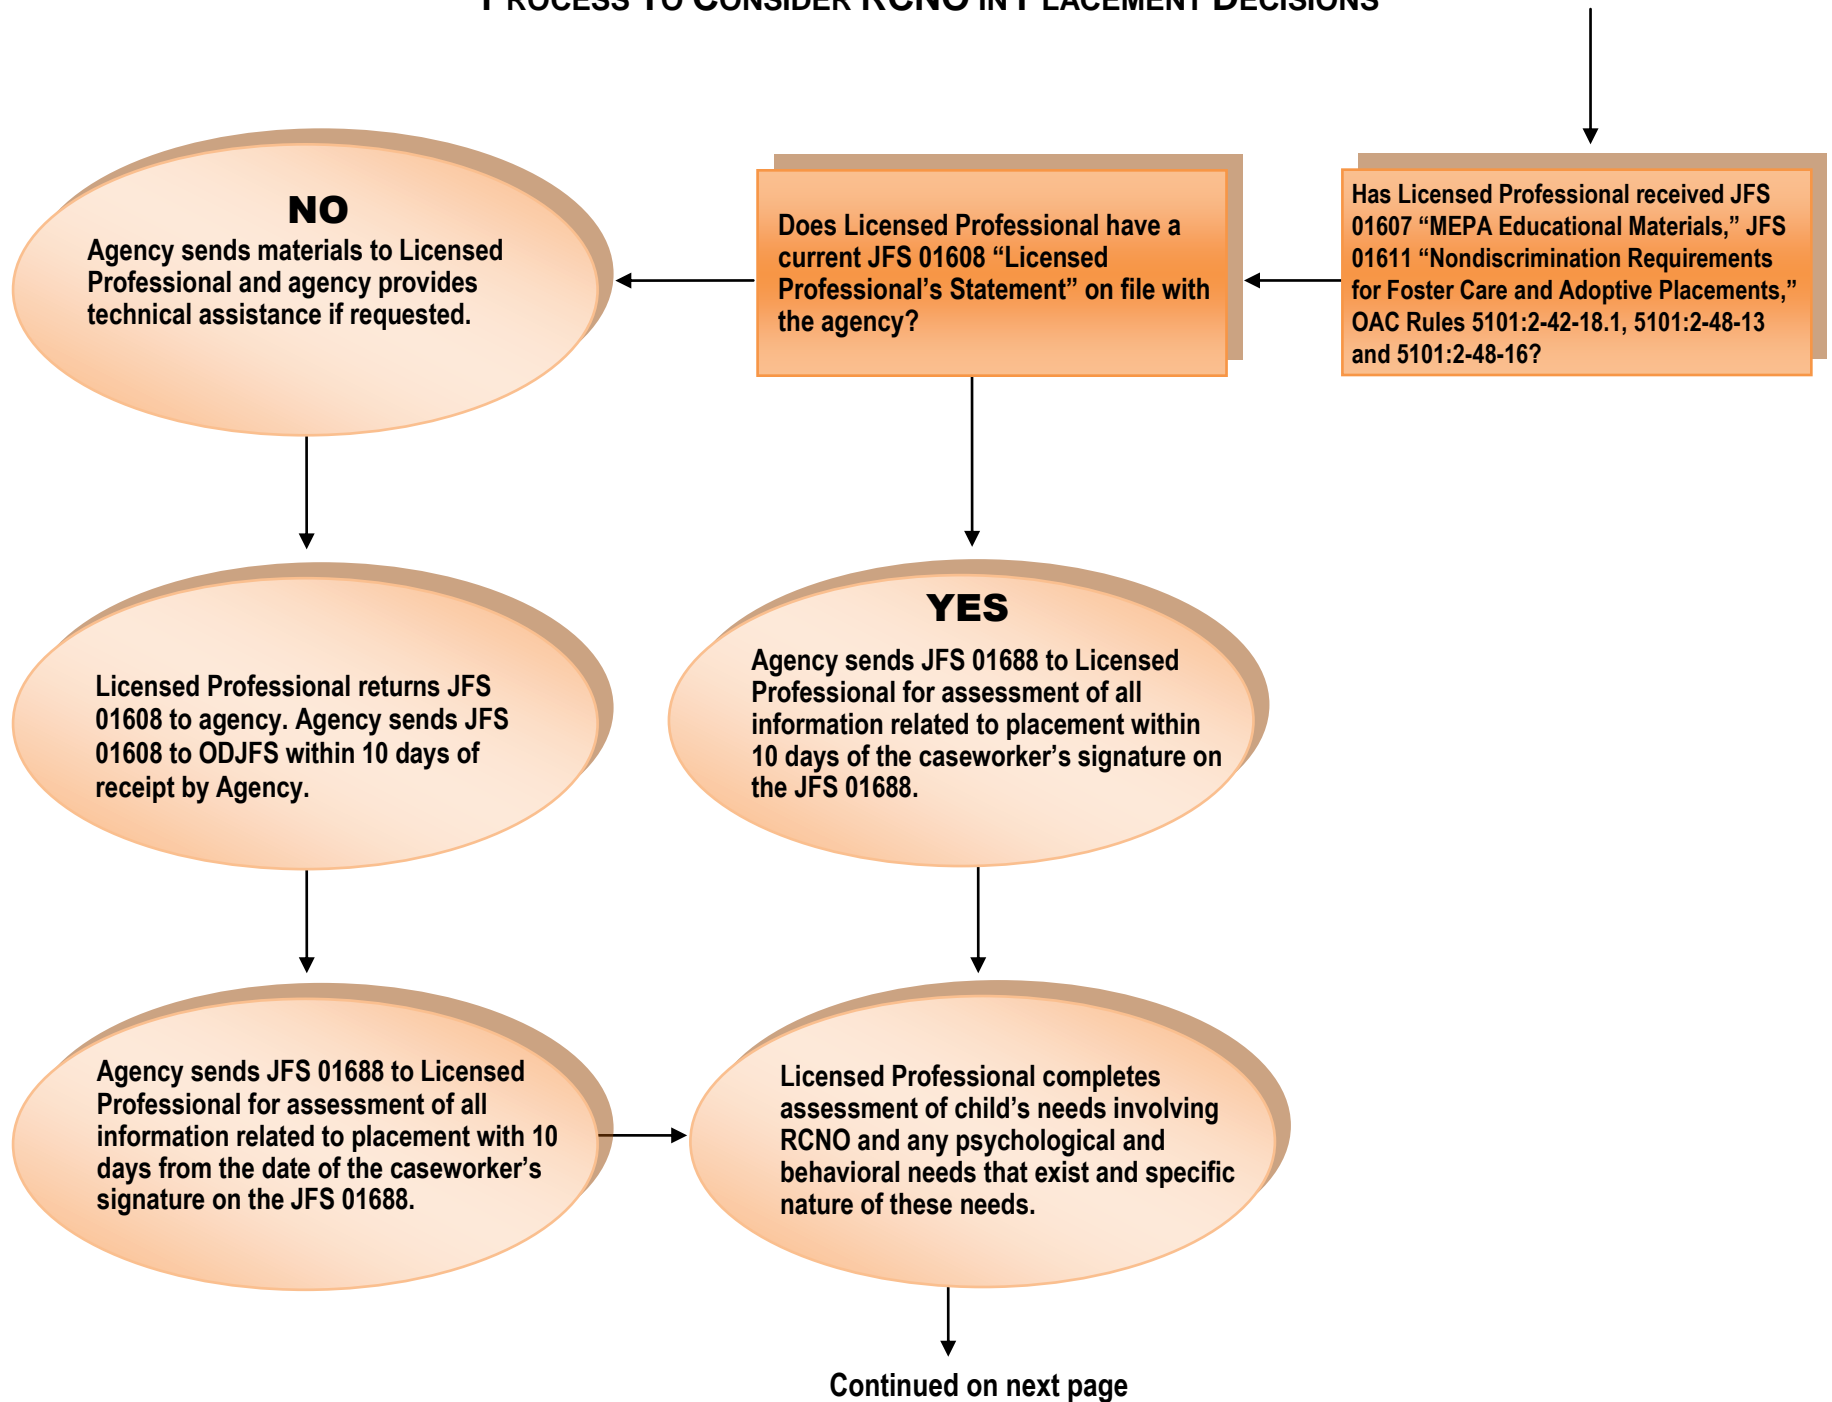 PROCESS TO CONSIDER RCNO IN PLACEMENT DECISIONS
NO
Agency sends materials to Licensed
Professional and agency provides
technical assistance if requested.
Does Licensed Professional have a
current JFS 01608 “Licensed
Professional’s Statement” on file with
the agency?
Has Licensed Professional received JFS
01607 “MEPA Educational Materials,” JFS
01611 “Nondiscrimination Requirements
for Foster Care and Adoptive Placements,”
OAC Rules 5101:2-42-18.1, 5101:2-48-13
and 5101:2-48-16?
Licensed Professional returns JFS
01608 to agency. Agency sends JFS
01608 to ODJFS within 10 days of
receipt by Agency.
YES
Agency sends JFS 01688 to Licensed
Professional for assessment of all
information related to placement within
10 days of the caseworker’s signature on
the JFS 01688.
Agency sends JFS 01688 to Licensed
Professional for assessment of all
information related to placement with 10
days from the date of the caseworker’s
signature on the JFS 01688.
Licensed Professional completes
assessment of child’s needs involving
RCNO and any psychological and
behavioral needs that exist and specific
nature of these needs.
Continued on next page